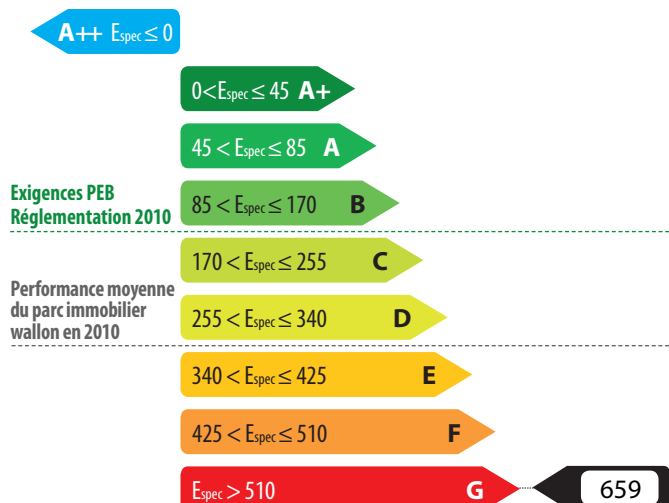 A++ Espec ≤ 0
0<Espec ≤ 45 A+
45 < Espec ≤ 85 A
Exigences PEB
Réglementation 2010
85 < Espec ≤ 170 B
170 < Espec ≤ 255 C
Performance moyenne
du parc immobilier
wallon en 2010
255 < Espec ≤ 340 D
340 < Espec ≤ 425 E
425 < Espec ≤ 510 F
Espec > 510 G 659